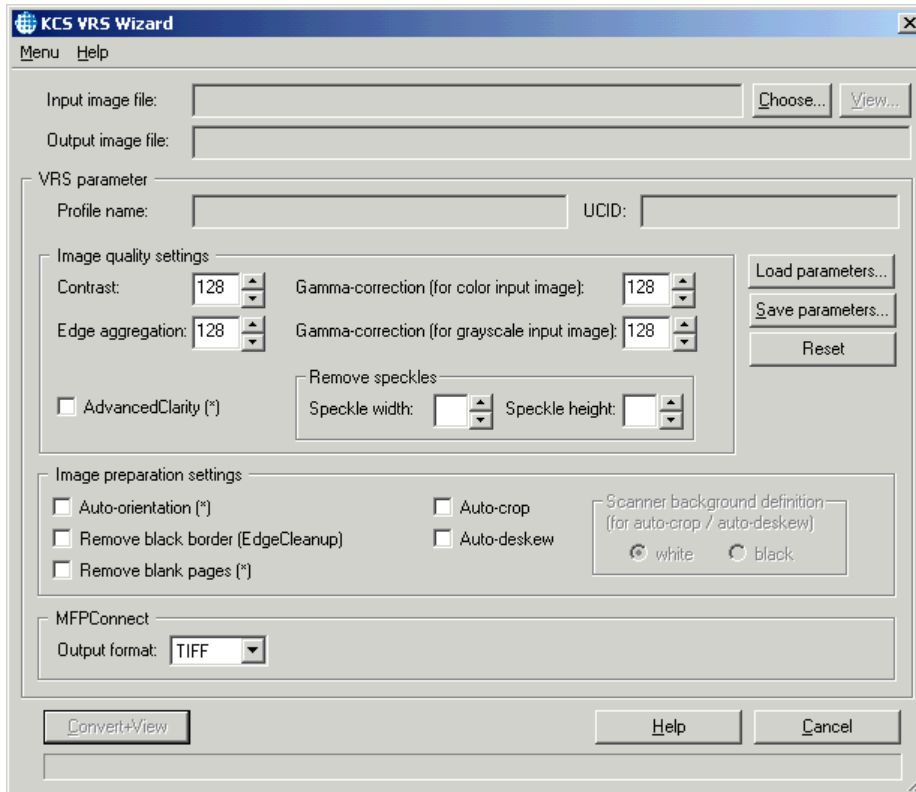 KCS VRS Wizard
Menu Help
Input image file: Choose... View...
Output image file:
VRS parameter
Profile name: UCID:
Image quality settings
Contrast: 128 Gamma-correction (for color input image): 128 Load parameters...
Edge aggregation: 128 Gamma-correction (for grayscale input image): 128 Save parameters...
Reset
Remove speckles
AdvancedClarity (*) Speckle width: Speckle height:
Image preparation settings
Auto-orientation (*) Auto-crop Scanner background definition
(for auto-crop / auto-deskew)
Remove black border (EdgeCleanup) Auto-deskew white black
Remove blank pages (*)
MFPConnect
Output format: TIFF
Convert+View Help Cancel